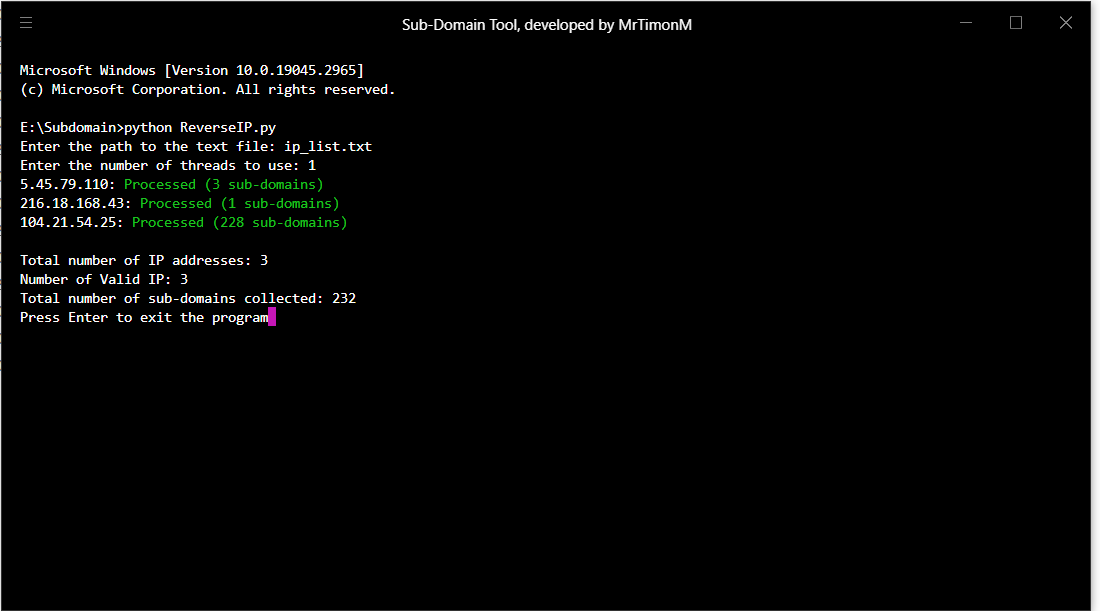 Sub-Domain Tool, developed by MrTimonM
Microsoft Windows [Version 10.0.19045.2965]
(c) Microsoft Corporation. All rights reserved.
E:\Subdomain>python ReverseIP.py
Enter the path to the text file: ip_list.txt
Enter the number of threads to use: 1
5.45.79.110: Processed (3 sub-domains)
216.18.168.43: Processed (1 sub-domains)
104.21.54.25: Processed (228 sub-domains)
Total number of IP addresses: 3
Number of Valid IP: 3
Total number of sub-domains collected: 232
Press Enter to exit the program